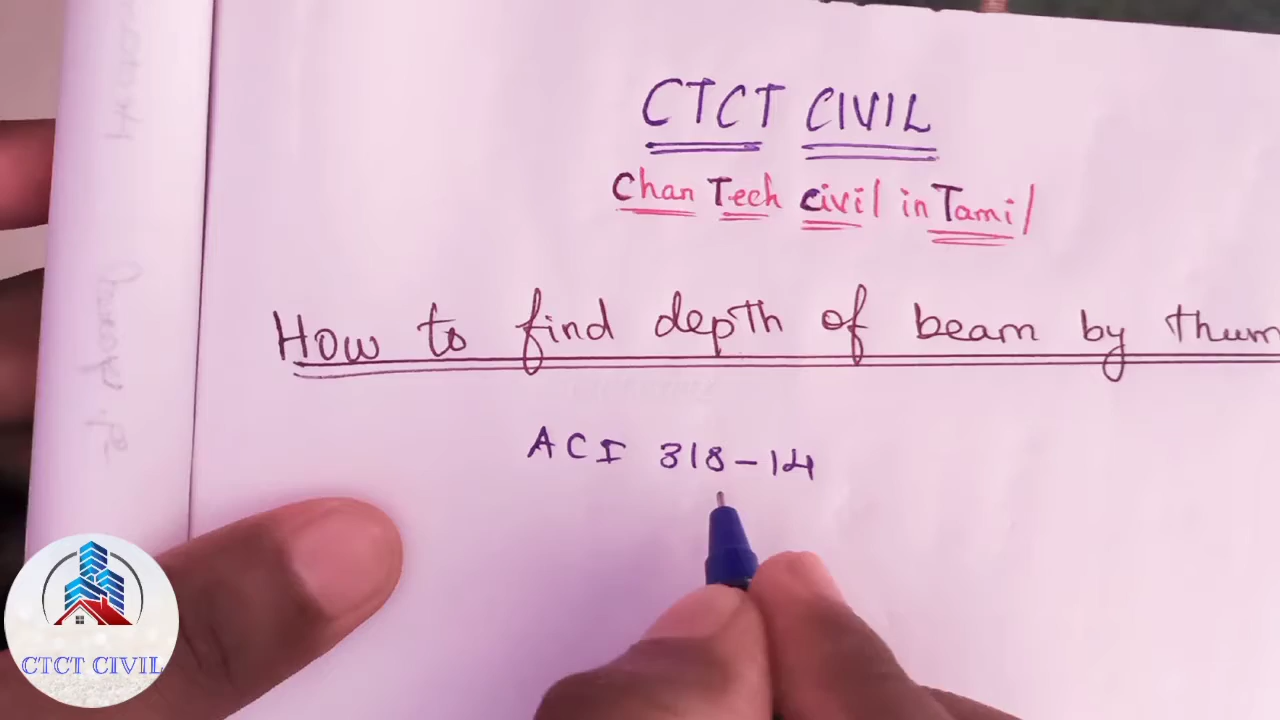 CTCT CIVIL
Chan Tech Civil in Tamil
How to find depth of beam by thum
ACI 318-14
CTCT CIVIL